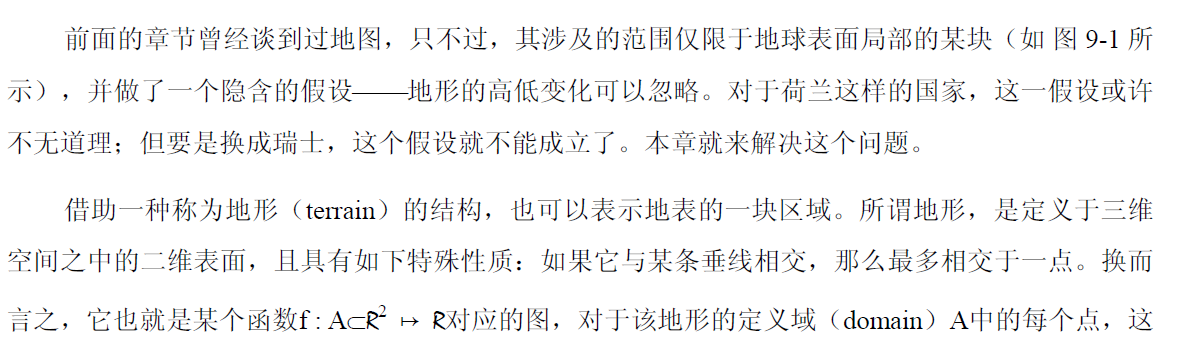 前面的章节曾经谈到过地图，只不过，其涉及的范围仅限于地球表面局部的某块（如 图 9-1 所
示），并做了一个隐含的假设——地形的高低变化可以忽略。对于荷兰这样的国家，这一假设或许
不无道理；但要是换成瑞士，这个假设就不能成立了。本章就来解决这个问题。
借助一种称为地形（terrain）的结构，也可以表示地表的一块区域。所谓地形，是定义于三维
空间之中的二维表面，且具有如下特殊性质：如果它与某条垂线相交，那么最多相交于一点。换而
言之，它也就是某个函数f : A⊂ℝ² ↦ ℝ对应的图，对于该地形的定义域（domain）A中的每个点，这